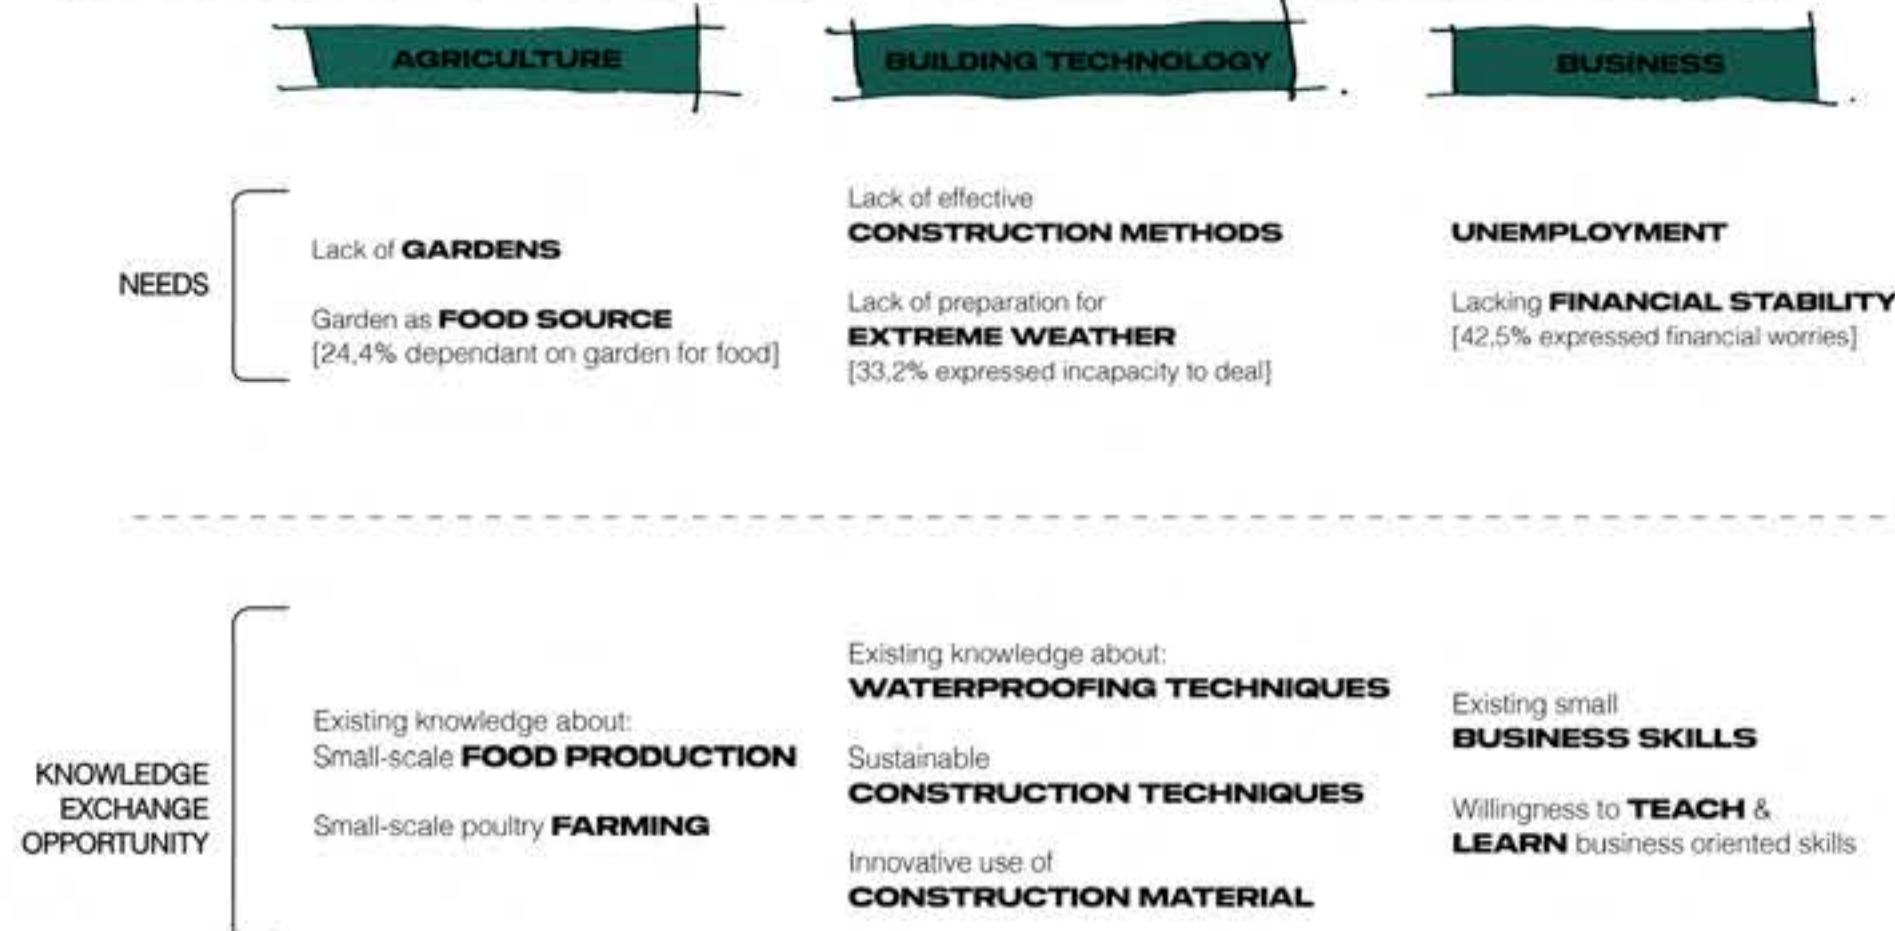 AGRICULTURE
BUILDING TECHNOLOGY
BUSINESS
NEEDS
Lack of GARDENS
Garden as FOOD SOURCE
[24,4% dependant on garden for food]
Lack of effective
CONSTRUCTION METHODS
Lack of preparation for
EXTREME WEATHER
[33,2% expressed incapacity to deal]
UNEMPLOYMENT
Lacking FINANCIAL STABILITY
[42,5% expressed financial worries]
KNOWLEDGE
EXCHANGE
OPPORTUNITY
Existing knowledge about:
Small-scale FOOD PRODUCTION
Small-scale poultry FARMING
Existing knowledge about:
WATERPROOFING TECHNIQUES
Sustainable
CONSTRUCTION TECHNIQUES
Innovative use of
CONSTRUCTION MATERIAL
Existing small
BUSINESS SKILLS
Willingness to TEACH &
LEARN business oriented skills